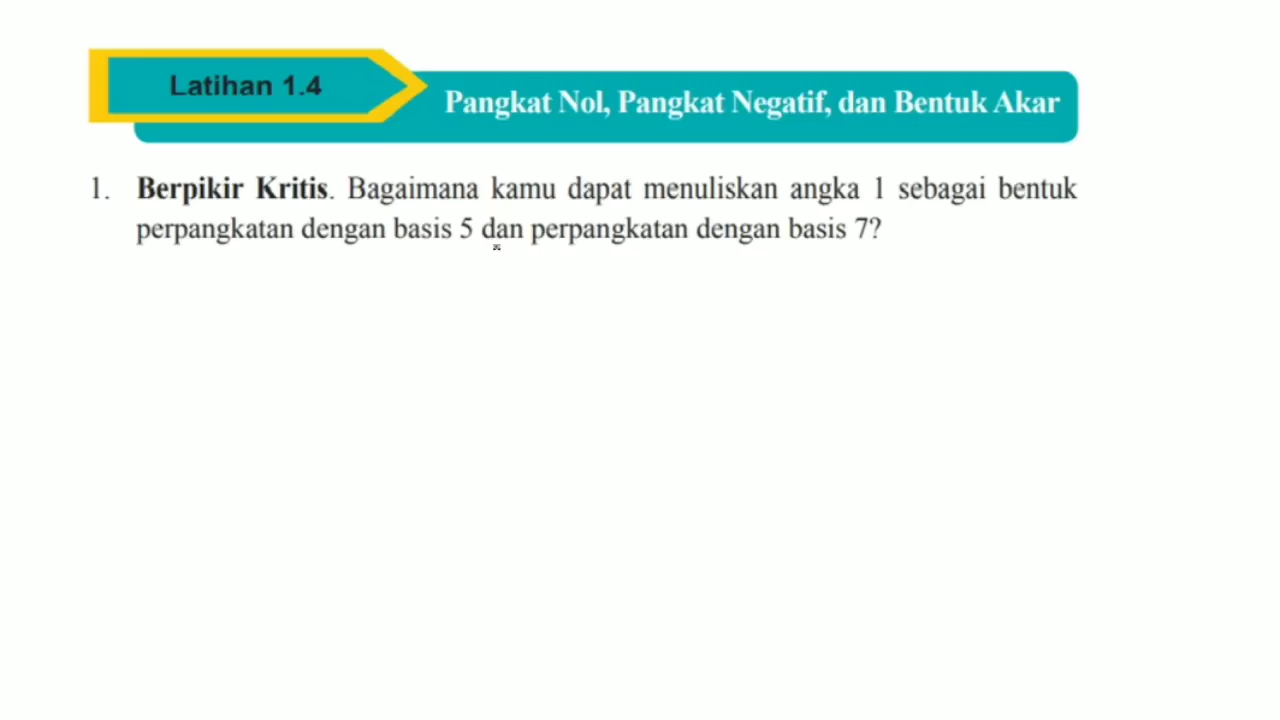 Latihan 1.4
Pangkat Nol, Pangkat Negatif, dan Bentuk Akar
1. Berpikir Kritis. Bagaimana kamu dapat menuliskan angka 1 sebagai bentuk
perpangkatan dengan basis 5 dan perpangkatan dengan basis 7?